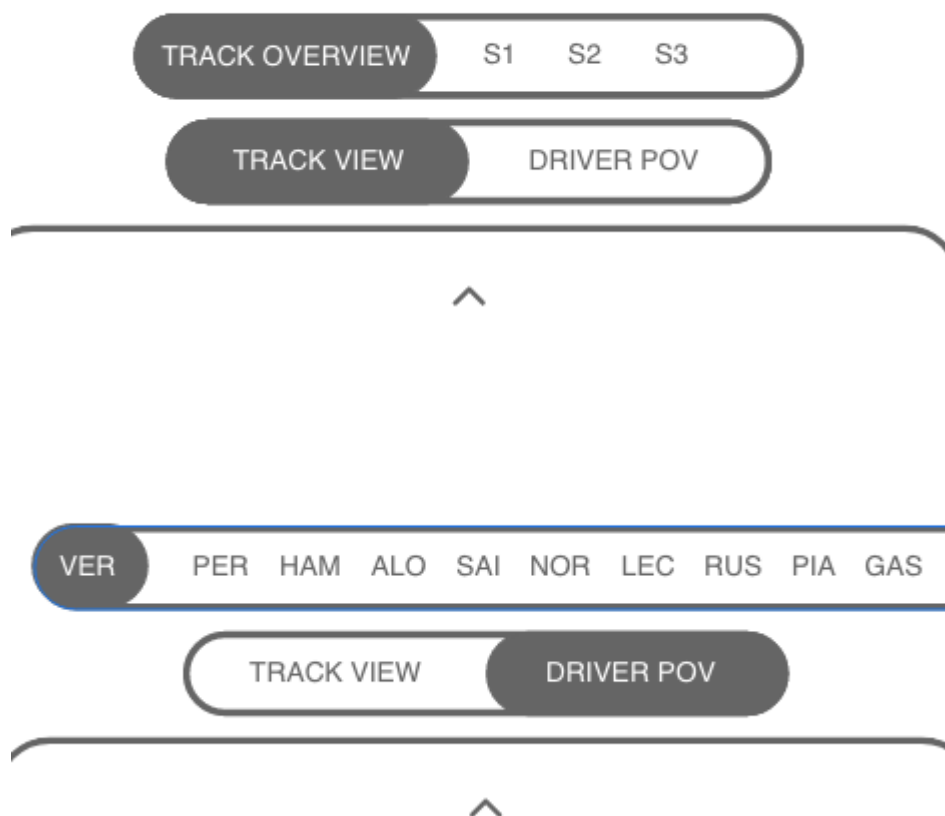 TRACK OVERVIEW S1 S2 S3
TRACK VIEW DRIVER POV
VER PER HAM ALO SAI NOR LEC RUS PIA GAS
TRACK VIEW DRIVER POV